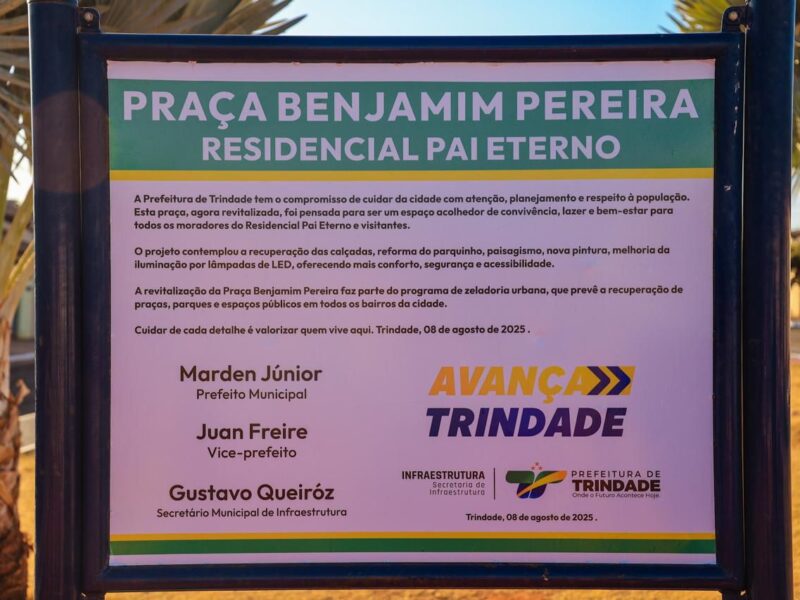 PRAÇA BENJAMIM PEREIRA
RESIDENCIAL PAI ETERNO
A Prefeitura de Trindade tem o compromisso de cuidar da cidade com atenção, planejamento e respeito à população.
Esta praça, agora revitalizada, foi pensada para ser um espaço acolhedor de convivência, lazer e bem-estar para
todos os moradores do Residencial Pai Eterno e visitantes.
O projeto contemplou a recuperação das calçadas, reforma do parquinho, paisagismo, nova pintura, melhoria da
iluminação por lâmpadas de LED, oferecendo mais conforto, segurança e acessibilidade.
A revitalização da Praça Benjamim Pereira faz parte do programa de zeladoria urbana, que prevê a recuperação de
praças, parques e espaços públicos em todos os bairros da cidade.
Cuidar de cada detalhe é valorizar quem vive aqui. Trindade, 08 de agosto de 2025 .
Marden Júnior
Prefeito Municipal
Juan Freire
Vice-prefeito
Gustavo Queiróz
Secretário Municipal de Infraestrutura
AVANÇA
TRINDADE
INFRAESTRUTURA
Secretaria de
Infraestrutura
PREFEITURA DE
TRINDADE
Onde o Futuro Acontece Hoje.
Trindade, 08 de agosto de 2025 .